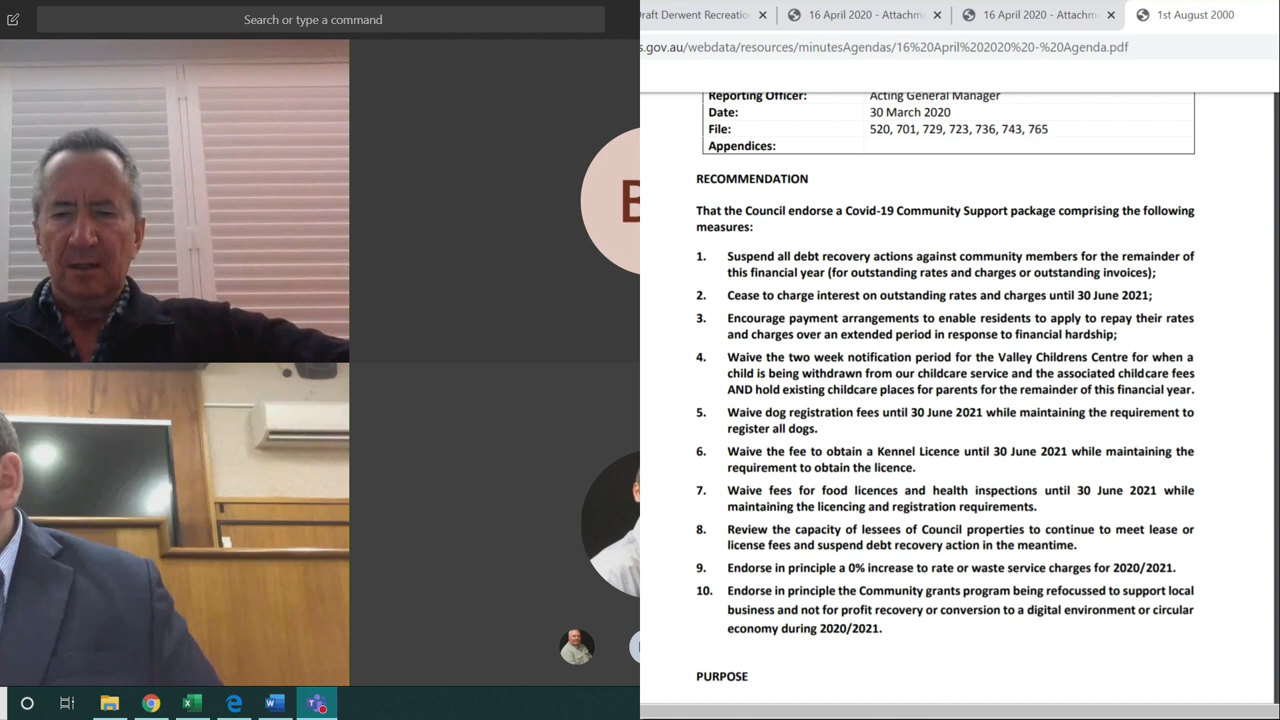 Search or type a command
raft Derwent Recreatio
16 April 2020 - Attachm
16 April 2020 - Attachm
1st August 2000
s.gov.au/webdata/resources/minutesAgendas/16%20April%202020%20-%20Agenda.pdf
Reporting Officer: Acting General Manager
Date: 30 March 2020
File: 520, 701, 729, 723, 736, 743, 765
Appendices:
RECOMMENDATION
That the Council endorse a Covid-19 Community Support package comprising the following
measures:
1. Suspend all debt recovery actions against community members for the remainder of
this financial year (for outstanding rates and charges or outstanding invoices);
2. Cease to charge interest on outstanding rates and charges until 30 June 2021;
3. Encourage payment arrangements to enable residents to apply to repay their rates
and charges over an extended period in response to financial hardship;
4. Waive the two week notification period for the Valley Childrens Centre for when a
child is being withdrawn from our childcare service and the associated childcare fees
AND hold existing childcare places for parents for the remainder of this financial year.
5. Waive dog registration fees until 30 June 2021 while maintaining the requirement to
register all dogs.
6. Waive the fee to obtain a Kennel Licence until 30 June 2021 while maintaining the
requirement to obtain the licence.
7. Waive fees for food licences and health inspections until 30 June 2021 while
maintaining the licencing and registration requirements.
8. Review the capacity of lessees of Council properties to continue to meet lease or
license fees and suspend debt recovery action in the meantime.
9. Endorse in principle a 0% increase to rate or waste service charges for 2020/2021.
10. Endorse in principle the Community grants program being refocussed to support local
business and not for profit recovery or conversion to a digital environment or circular
economy during 2020/2021.
PURPOSE